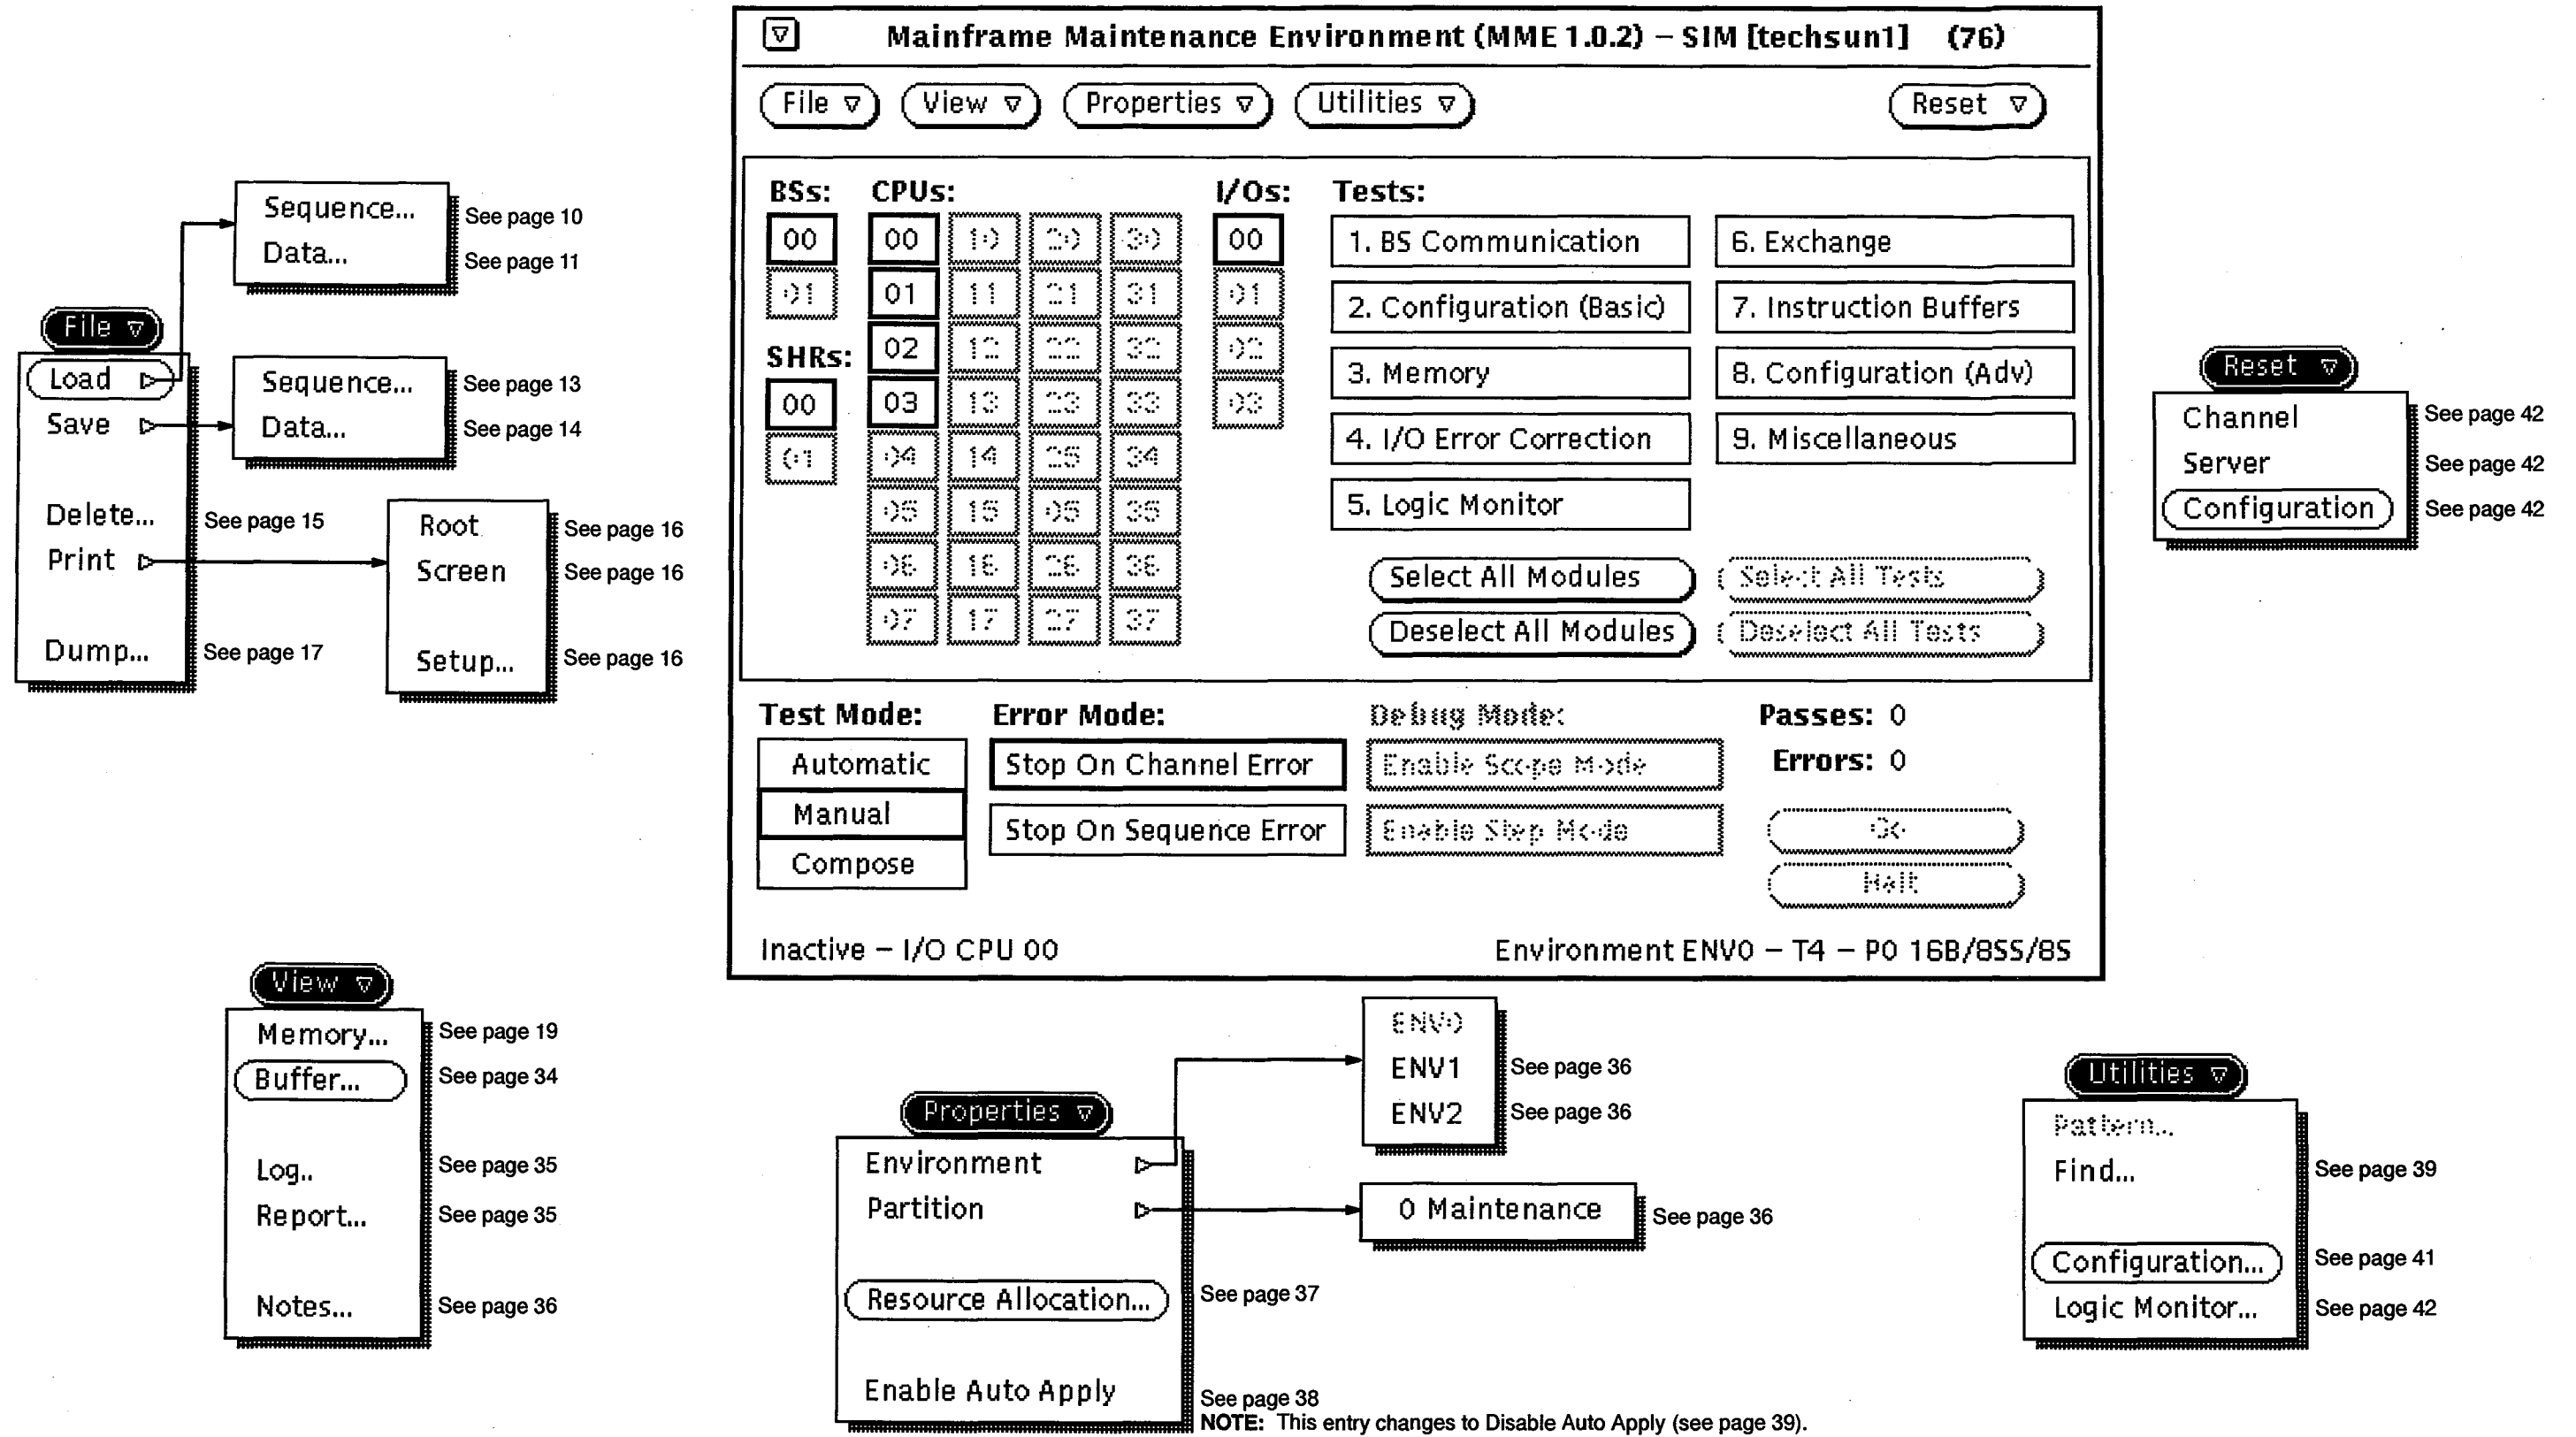 Mainframe Maintenance Environment (MME 1.0.2) – SIM [techsun1] (76)
File View Properties Utilities Reset
BSs: CPUs: I/Os: Tests:
00 00 10 20 30 00 1. BS Communication 6. Exchange
01 01 11 21 31 01 2. Configuration (Basic) 7. Instruction Buffers
SHRs: 02 12 22 32 02 3. Memory 8. Configuration (Adv)
00 03 13 23 33 03 4. I/O Error Correction 9. Miscellaneous
01 04 14 25 34 5. Logic Monitor
05 15 05 35
06 16 26 36 Select All Modules Select All Tests
07 17 27 37 Deselect All Modules Deselect All Tests
Test Mode: Error Mode: Debug Mode: Passes: 0
Automatic Stop On Channel Error Enable Scope Mode Errors: 0
Manual Stop On Sequence Error Enable Step Mode Go
Compose Halt
Inactive – I/O CPU 00 Environment ENV0 – T4 – P0 16B/8SS/8S
File
Load
Save
Delete... See page 15
Print
Dump... See page 17
Sequence... See page 10
Data... See page 11
Sequence... See page 13
Data... See page 14
Root See page 16
Screen See page 16
Setup... See page 16
Reset
Channel See page 42
Server See page 42
Configuration See page 42
View
Memory... See page 19
Buffer... See page 34
Log.. See page 35
Report... See page 35
Notes... See page 36
Properties
Environment
Partition
Resource Allocation... See page 37
Enable Auto Apply See page 38
NOTE: This entry changes to Disable Auto Apply (see page 39).
ENV0
ENV1 See page 36
ENV2 See page 36
0 Maintenance See page 36
Utilities
Pattern...
Find... See page 39
Configuration... See page 41
Logic Monitor... See page 42